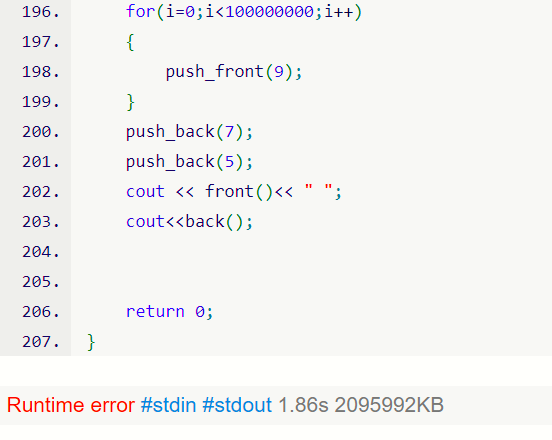 196. for(i=0;i<100000000;i++)
197. {
198. push_front(9);
199. }
200. push_back(7);
201. push_back(5);
202. cout << front()<< " ";
203. cout<<back();
204.
205.
206. return 0;
207. }
Runtime error #stdin #stdout 1.86s 2095992KB